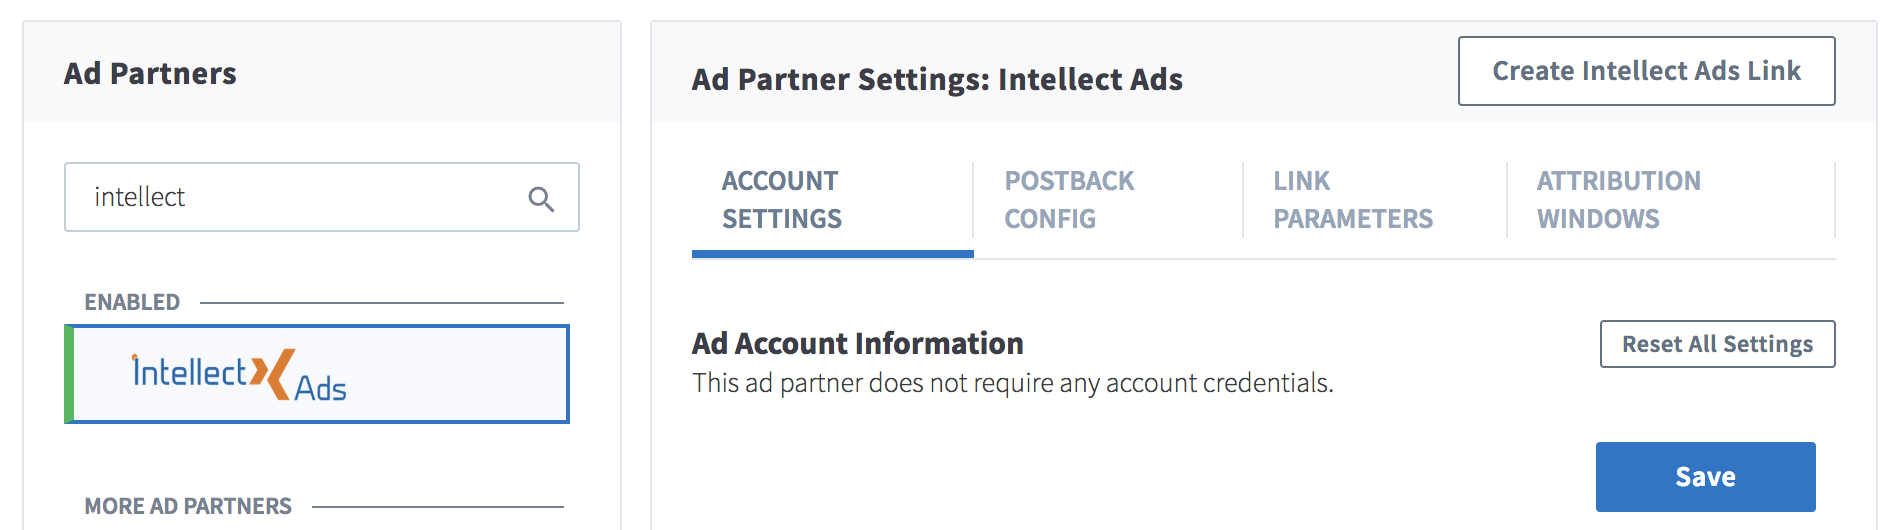 Ad Partners
intellect
ENABLED
Intellect Ads
MORE AD PARTNERS
Ad Partner Settings: Intellect Ads
Create Intellect Ads Link
ACCOUNT
SETTINGS
POSTBACK
CONFIG
LINK
PARAMETERS
ATTRIBUTION
WINDOWS
Ad Account Information
Reset All Settings
This ad partner does not require any account credentials.
Save